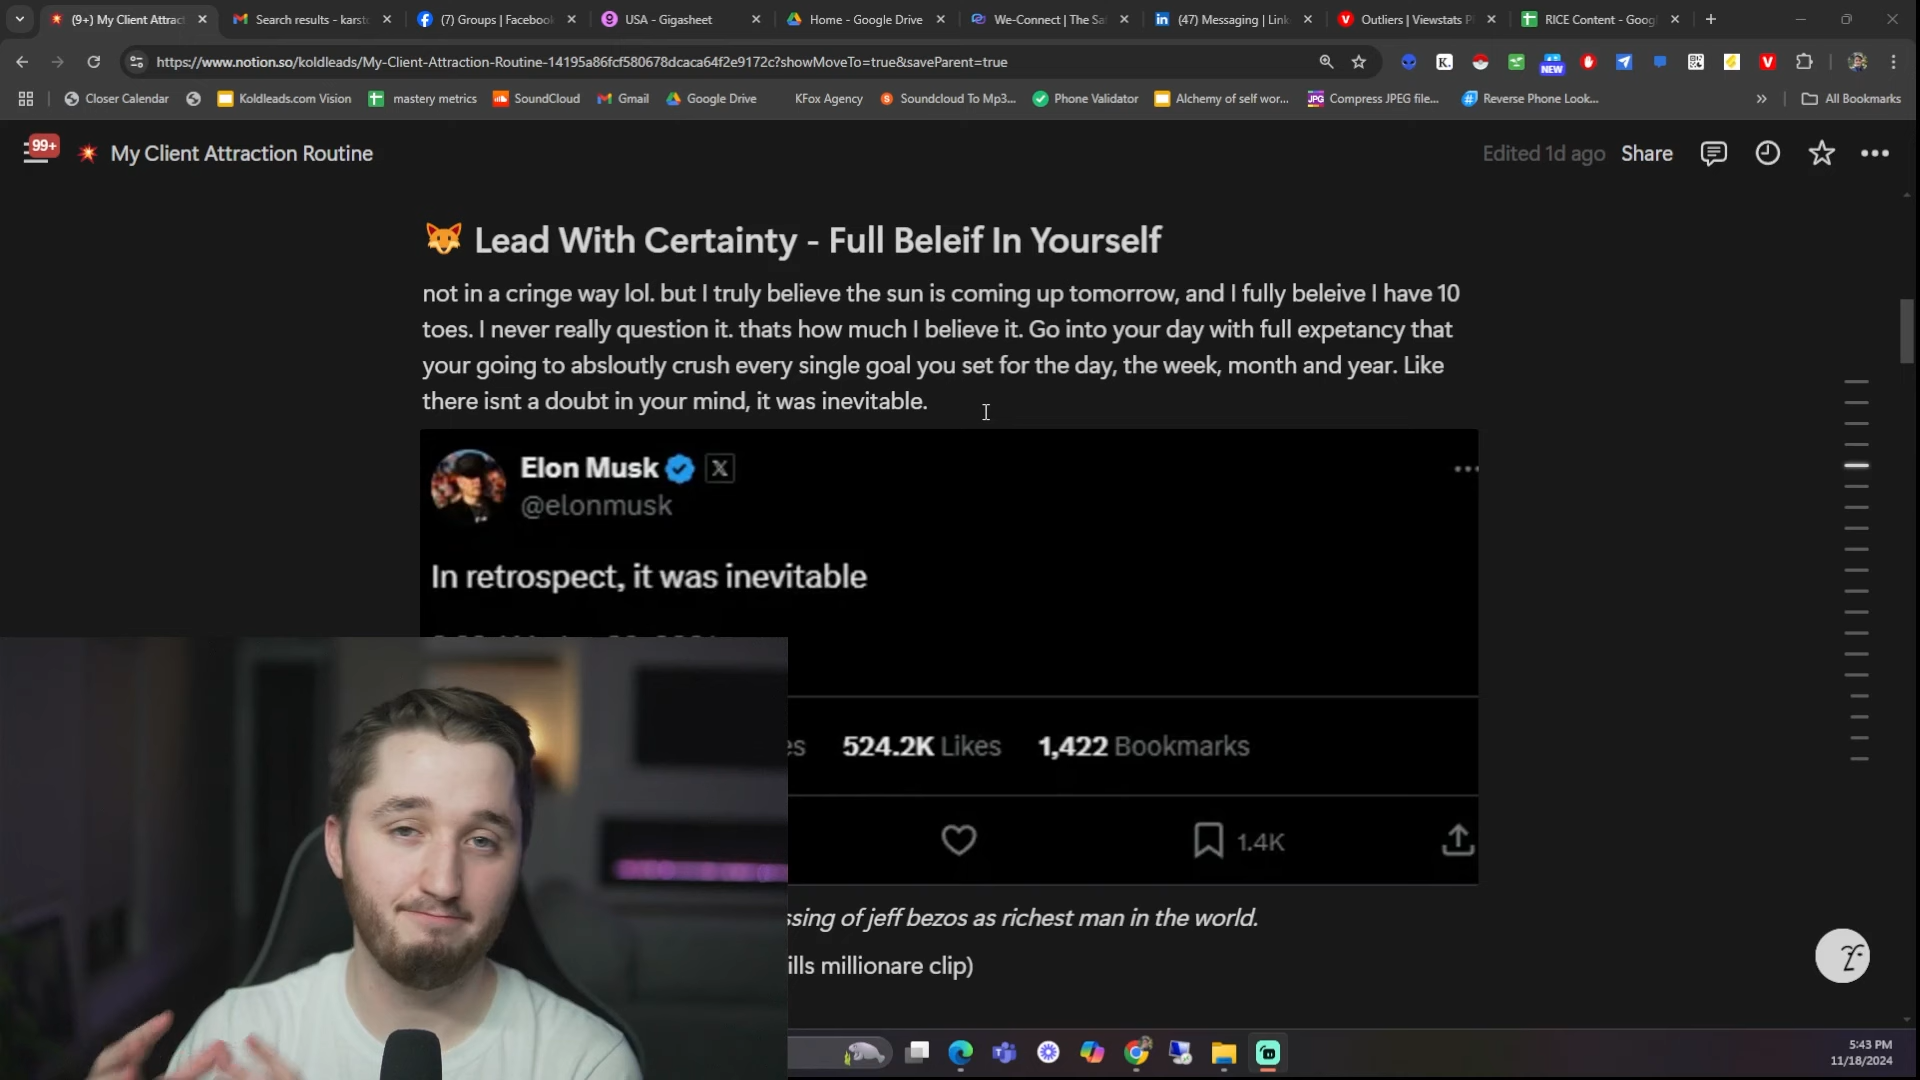 (9+) My Client Attrac
Search results - karst
(7) Groups | Facebook
USA - Gigasheet
Home - Google Drive
We-Connect | The Sa
(47) Messaging | Link
Outliers | Viewstats P
RICE Content - Goog
https://www.notion.so/koldleads/My-Client-Attraction-Routine-14195a86fcf580678dcaca64f2e9172c?showMoveTo=true&saveParent=true
NEW
Closer Calendar
Koldleads.com Vision
mastery metrics
SoundCloud
Gmail
Google Drive
KFox Agency
Soundcloud To Mp3...
Phone Validator
Alchemy of self wor...
JPG
Compress JPEG file...
Reverse Phone Look...
All Bookmarks
99+
My Client Attraction Routine
Edited 1d ago
Share
Lead With Certainty - Full Beleif In Yourself
not in a cringe way lol. but I truly believe the sun is coming up tomorrow, and I fully beleive I have 10
toes. I never really question it. thats how much I believe it. Go into your day with full expetancy that
your going to absloutly crush every single goal you set for the day, the week, month and year. Like
there isnt a doubt in your mind, it was inevitable.
Elon Musk
@elonmusk
In retrospect, it was inevitable
524.2K Likes
1,422 Bookmarks
1.4K
ssing of jeff bezos as richest man in the world.
ills millionare clip)
5:43 PM
11/18/2024